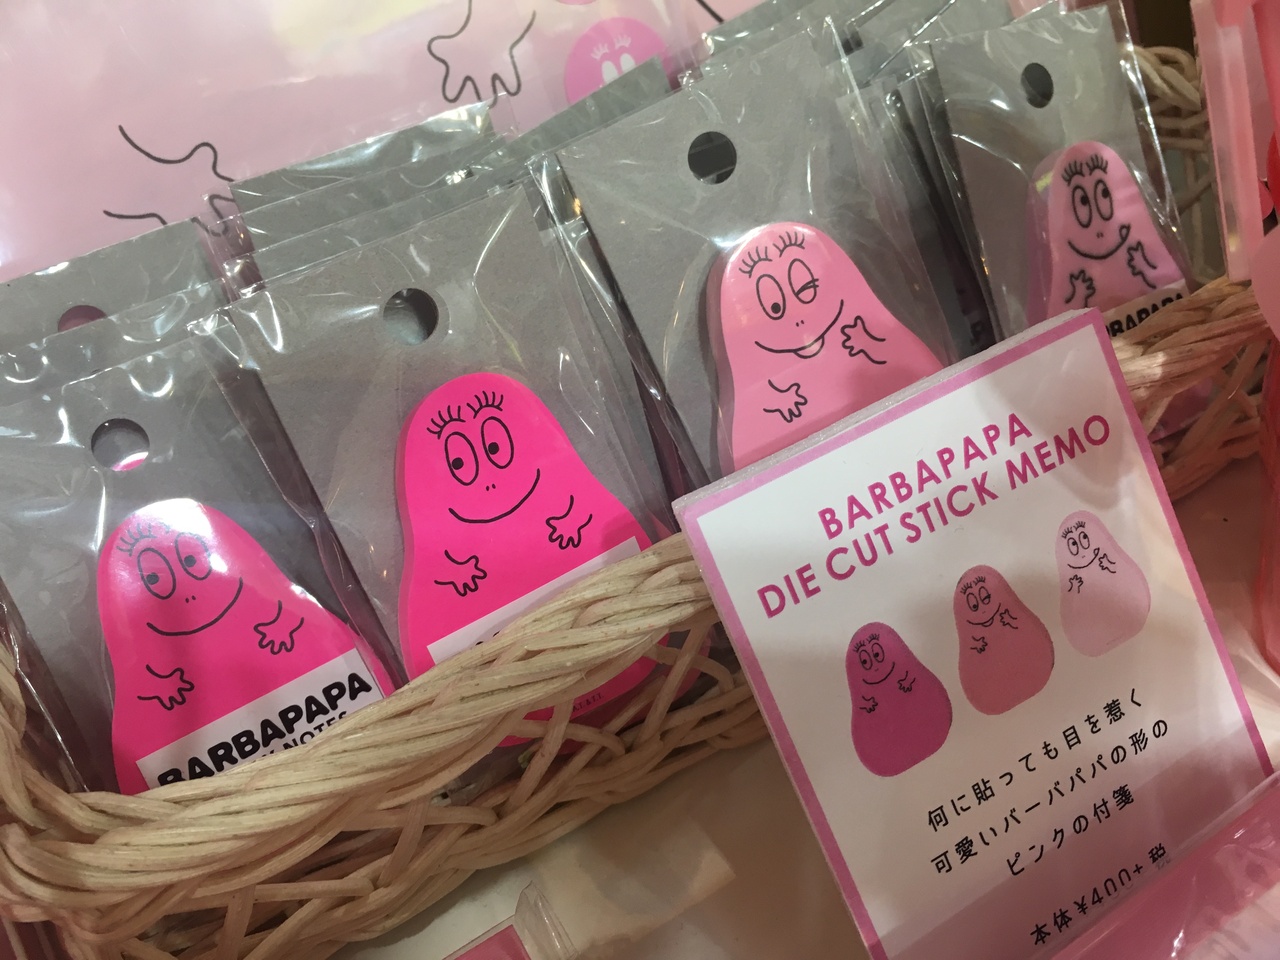 BARBAPAPA
DIE CUT STICK MEMO
何に貼っても目を惹く
可愛いバーバパパの形の
ピンクの付箋
本体¥400+税
BARBAPAPA
NOTES